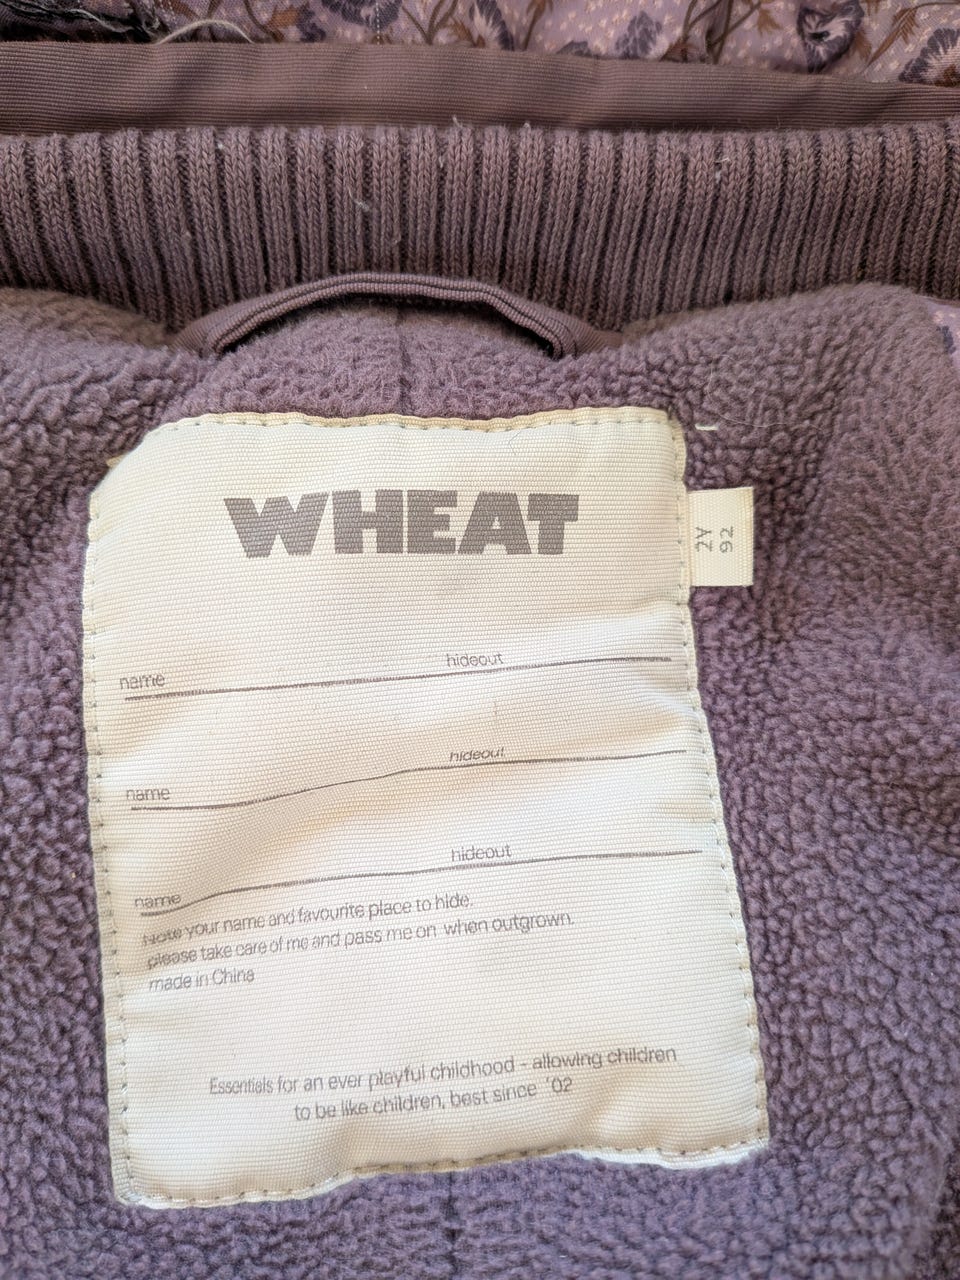 WHEAT
2Y
92
name hideout
name hideout
name hideout
Note your name and favourite place to hide.
please take care of me and pass me on when outgrown.
made in China
Essentials for an ever playful childhood - allowing children
to be like children, best since '02